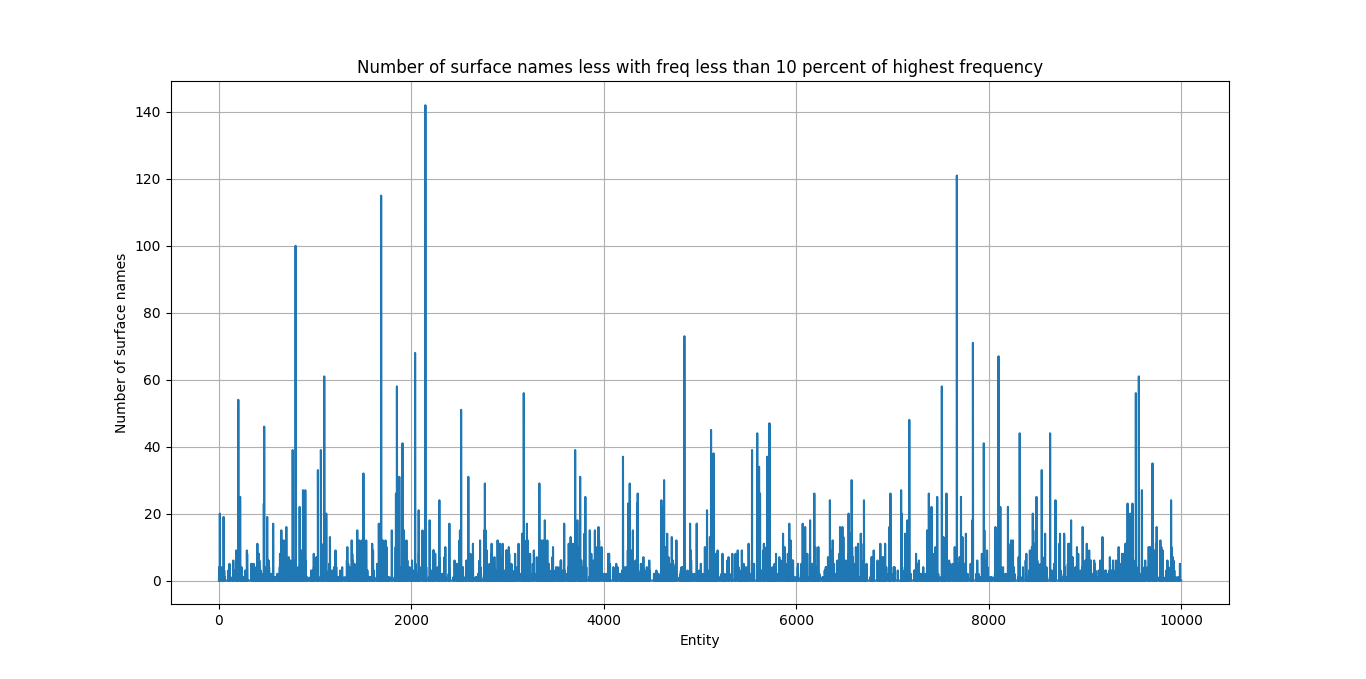 Number of surface names less with freq less than 10 percent of highest frequency
140
120
100
80
60
40
20
0
Number of surface names
0 2000 4000 6000 8000 10000
Entity